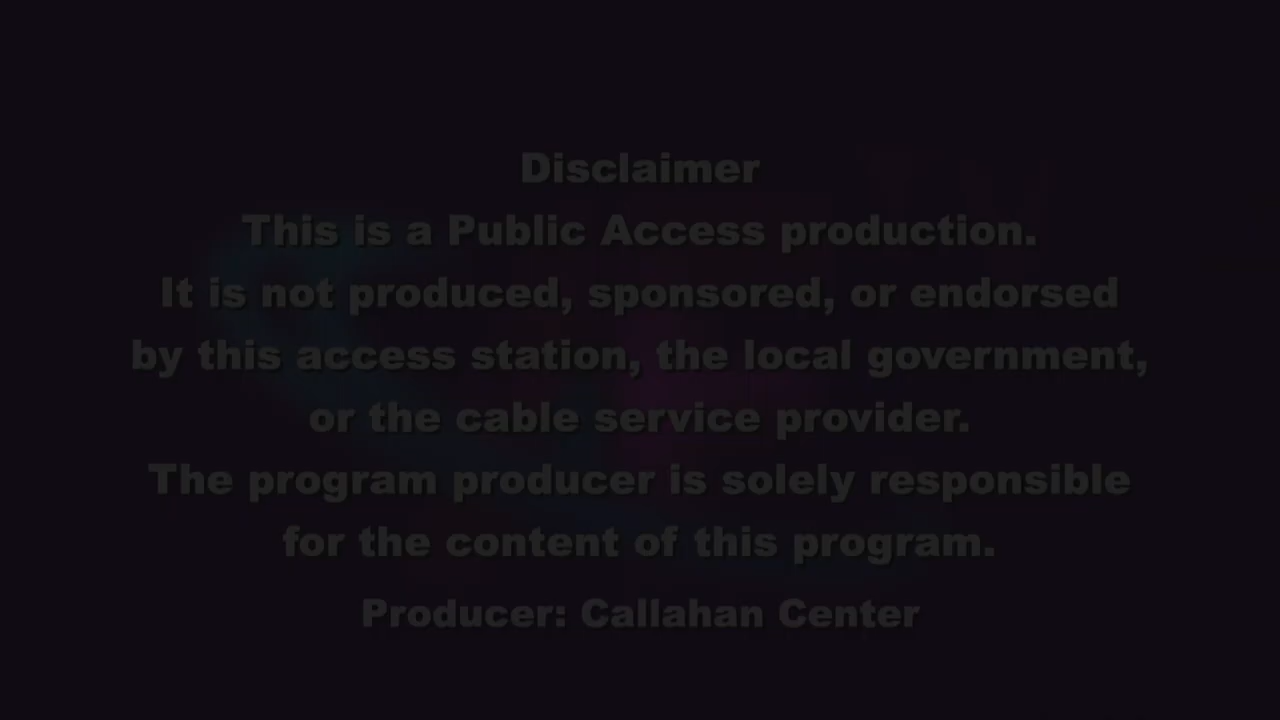 Disclaimer
This is a Public Access production.
It is not produced, sponsored, or endorsed
by this access station, the local government,
or the cable service provider.
The program producer is solely responsible
for the content of this program.
Producer: Callahan Center